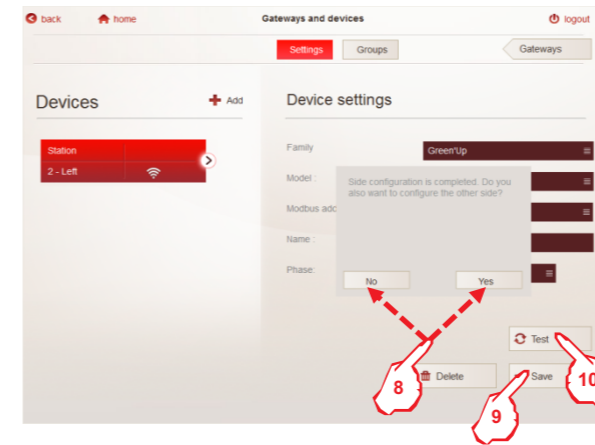 back home Gateways and devices logout
Settings Groups Gateways
Devices Add Device settings
Station
2 - Left
Family Green'Up
Model :
Side configuration is completed. Do you
also want to configure the other side?
Modbus add
Name :
Phase:
No Yes
Test
Delete Save
8 9 10